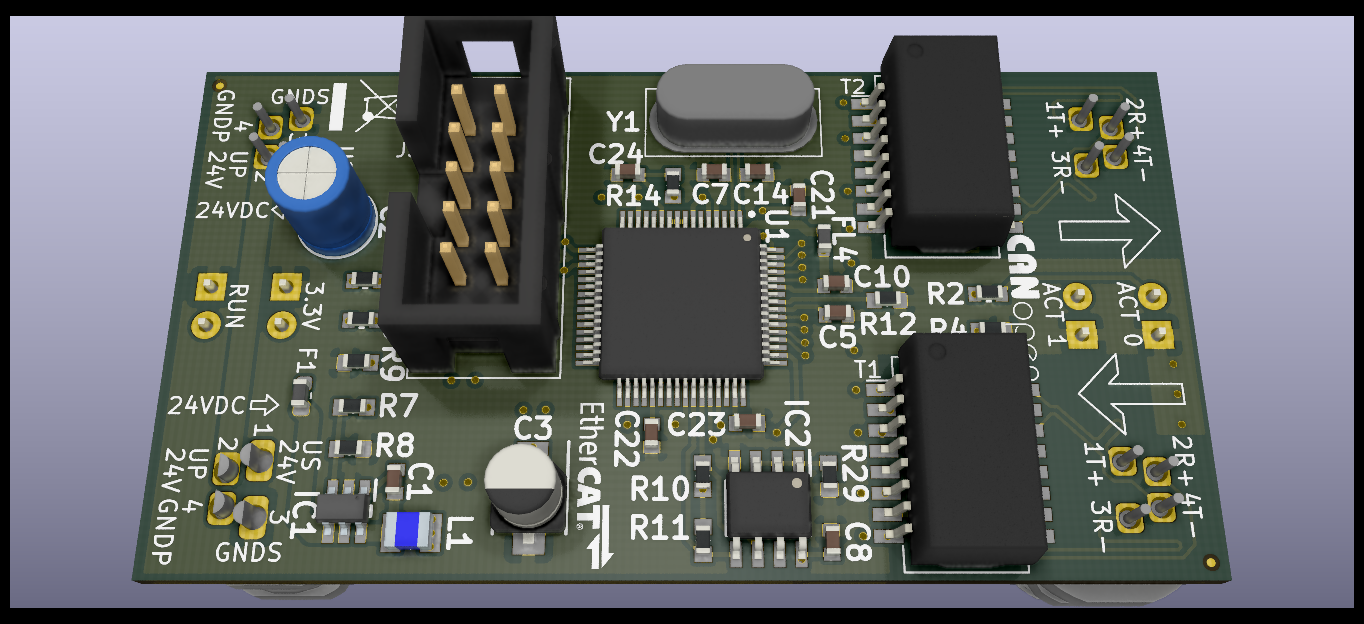 GNDS
GNDP
4
UP
24V
2
24VDC
RUN
3.3V
F1
R9
24VDC
R7
R8
1
2
US
24V
UP
24V
GNDP
3
GNDS
IC1
C1
L1
C3
EtherCAT®
Y1
C24
R14
C7
C14
C21
U1
FL4
C10
R12
C5
R2
R4
T2
T1
C22
C23
IC2
R10
R11
R29
C8
1T+
2R+
3R-
4T-
CAN
ACT 1
ACT 0
1T+
2R+
3R-
4T-